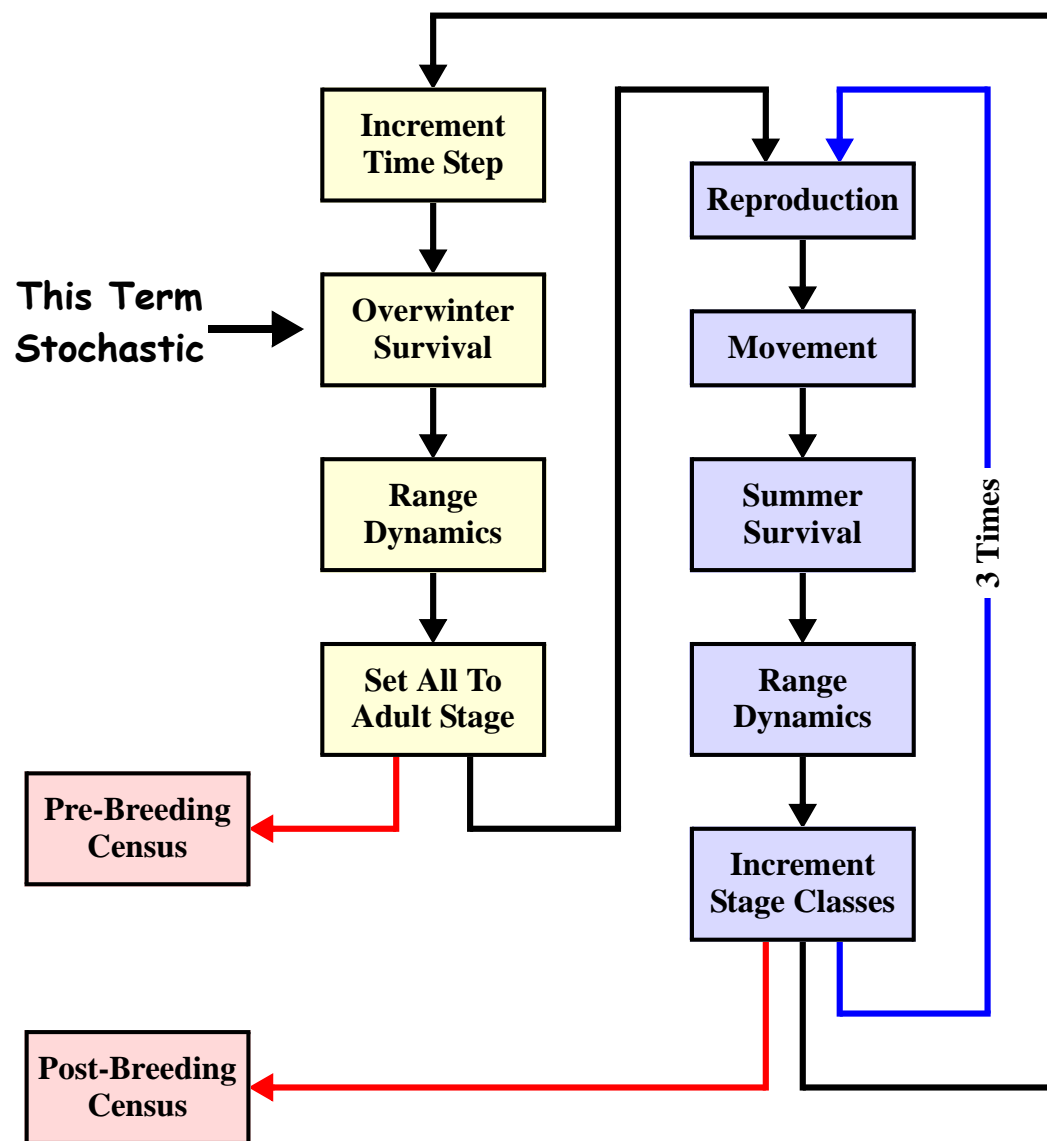 Increment
Time Step
This Term
Stochastic
Overwinter
Survival
Range
Dynamics
Set All To
Adult Stage
Pre-Breeding
Census
Reproduction
Movement
Summer
Survival
Range
Dynamics
Increment
Stage Classes
3 Times
Post-Breeding
Census